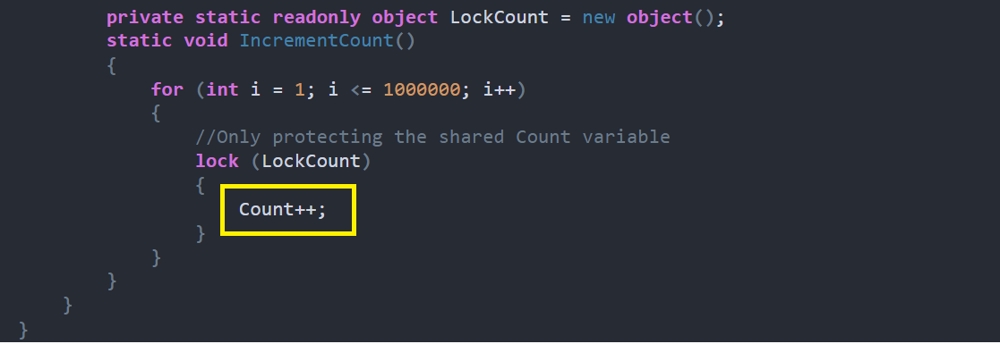 private static readonly object LockCount = new object();
static void IncrementCount()
{
for (int i = 1; i <= 1000000; i++)
{
//Only protecting the shared Count variable
lock (LockCount)
{
Count++;
}
}
}
}
}